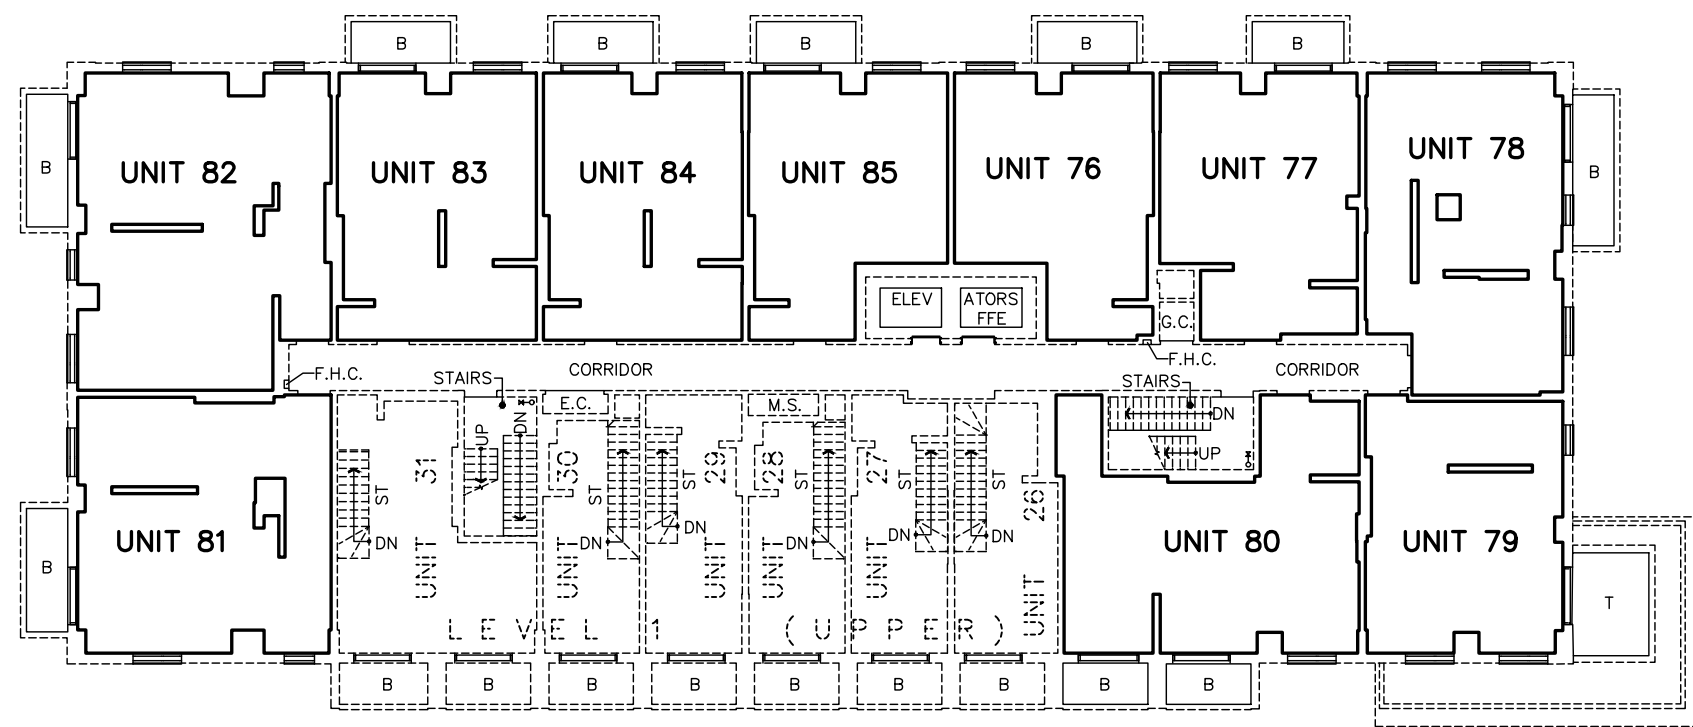 B B B B B
UNIT 82 UNIT 83 UNIT 84 UNIT 85 UNIT 76 UNIT 77 UNIT 78
B B
ELEV ATORS
FFE
G.C.
F.H.C. F.H.C.
CORRIDOR CORRIDOR
STAIRS STAIRS
E.C. M.S.
DN DN
UP UP
UNIT 31
UNIT 30
UNIT 29
UNIT 28
UNIT 27
UNIT 26
ST ST ST ST ST ST
DN DN DN DN DN DN
UNIT 81 UNIT 80 UNIT 79
B T
LEVEL 1 (UPPER)
B B B B B B B B B